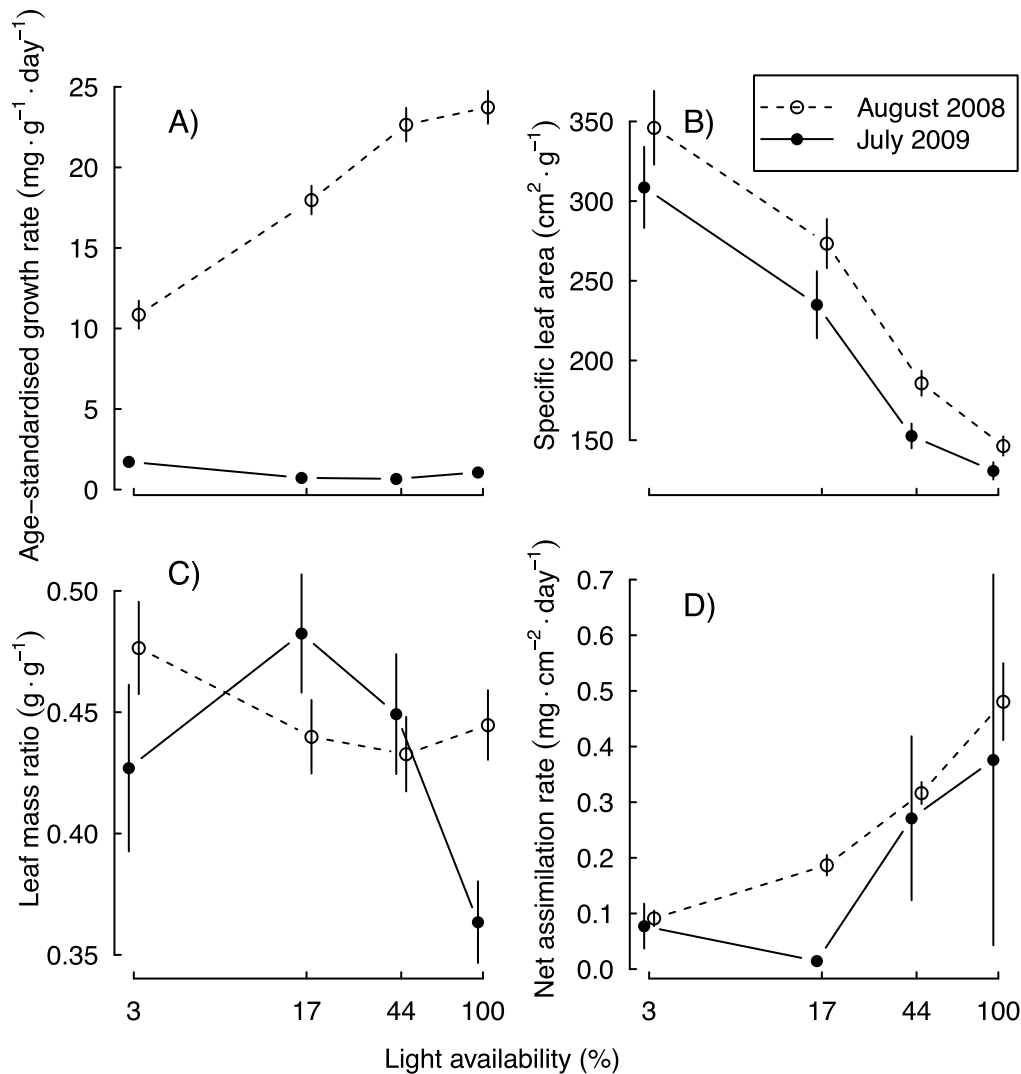 A)
Age−standardised growth rate (mg · g⁻¹ · day⁻¹)
25
20
15
10
5
0
B)
August 2008
July 2009
Specific leaf area (cm² · g⁻¹)
350
300
250
200
150
C)
Leaf mass ratio (g · g⁻¹)
0.50
0.45
0.40
0.35
3 17 44 100
D)
Net assimilation rate (mg · cm⁻² · day⁻¹)
0.7
0.6
0.5
0.4
0.3
0.2
0.1
0.0
3 17 44 100
Light availability (%)